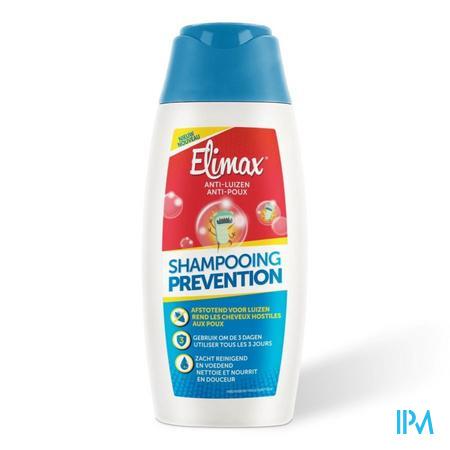 NIEUW
NOUVEAU
Elimax®
ANTI-LUIZEN
ANTI-POUX
SHAMPOOING
PREVENTION
AFSTOTEND VOOR LUIZEN
REND LES CHEVEUX HOSTILES
AUX POUX
3
GEBRUIK OM DE 3 DAGEN
UTILISER TOUS LES 3 JOURS
ZACHT REINIGEND
EN VOEDEND
NETTOIE ET NOURRIT
EN DOUCEUR
IPM